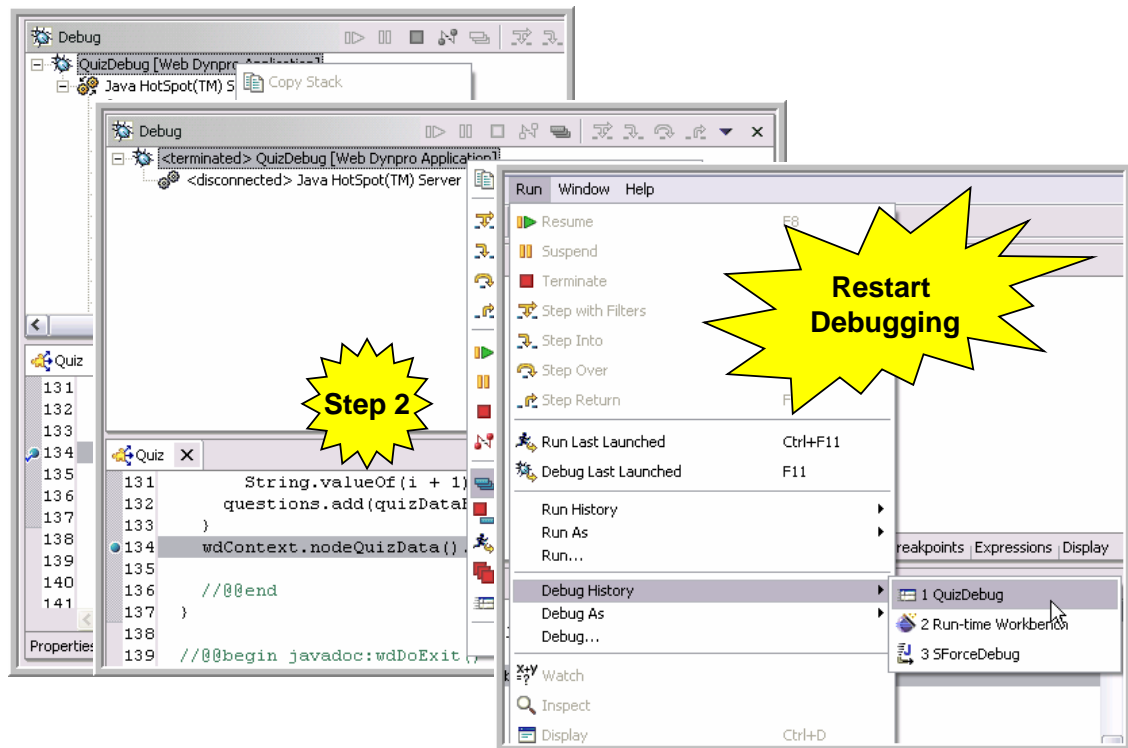 Debug
QuizDebug [Web Dynpro Application]
Java HotSpot(TM) S
Copy Stack
Quiz
131
132
133
134
135
136
137
138
139
140
141
Properties
Debug
<terminated> QuizDebug [Web Dynpro Application]
<disconnected> Java HotSpot(TM) Server
Step 2
Quiz
131 String.valueOf(i + 1)
132 questions.add(quizData
133 }
134 wdContext.nodeQuizData().
135
136 //@@end
137 }
138
139 //@@begin javadoc:wdDoExit()
Run Window Help
Resume F8
Suspend
Terminate
Step with Filters
Step Into
Step Over
Step Return F
Run Last Launched Ctrl+F11
Debug Last Launched F11
Run History
Run As
Run...
Debug History
Debug As
Debug...
Watch
Inspect
Display Ctrl+D
Restart
Debugging
reakpoints Expressions Display
1 QuizDebug
2 Run-time Workbench
3 SForceDebug